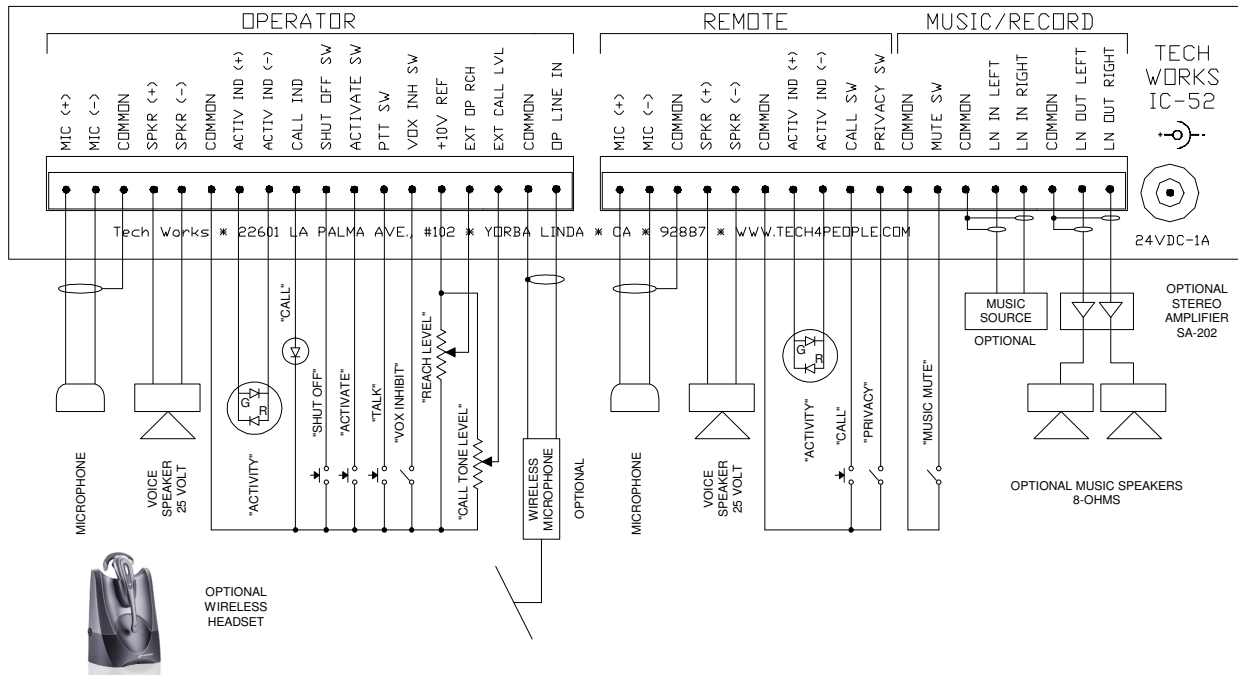 OPERATOR
REMOTE
MUSIC/RECORD
MIC (+)
MIC (-)
COMMON
SPKR (+)
SPKR (-)
COMMON
ACTIV IND (+)
ACTIV IND (-)
CALL IND
SHUT OFF SW
ACTIVATE SW
PTT SW
VOX INH SW
+10V REF
EXT OP RCH
EXT CALL LVL
COMMON
OP LINE IN
MIC (+)
MIC (-)
COMMON
SPKR (+)
SPKR (-)
COMMON
ACTIV IND (+)
ACTIV IND (-)
CALL SW
PRIVACY SW
COMMON
MUTE SW
COMMON
LN IN LEFT
LN IN RIGHT
COMMON
LN OUT LEFT
LN OUT RIGHT
TECH
WORKS
IC-52
+ -
24VDC-1A
Tech Works * 22601 LA PALMA AVE., #102 * YORBA LINDA * CA * 92887 * WWW.TECH4PEOPLE.COM
MICROPHONE
VOICE
SPEAKER
25 VOLT
G
R
"ACTIVITY"
"CALL"
"SHUT OFF"
"ACTIVATE"
"TALK"
"VOX INHIBIT"
"REACH LEVEL"
"CALL TONE LEVEL"
WIRELESS
MICROPHONE
OPTIONAL
MICROPHONE
VOICE
SPEAKER
25 VOLT
G
R
"ACTIVITY"
"CALL"
"PRIVACY"
"MUSIC MUTE"
MUSIC
SOURCE
OPTIONAL
OPTIONAL
STEREO
AMPLIFIER
SA-202
OPTIONAL MUSIC SPEAKERS
8-OHMS
OPTIONAL
WIRELESS
HEADSET